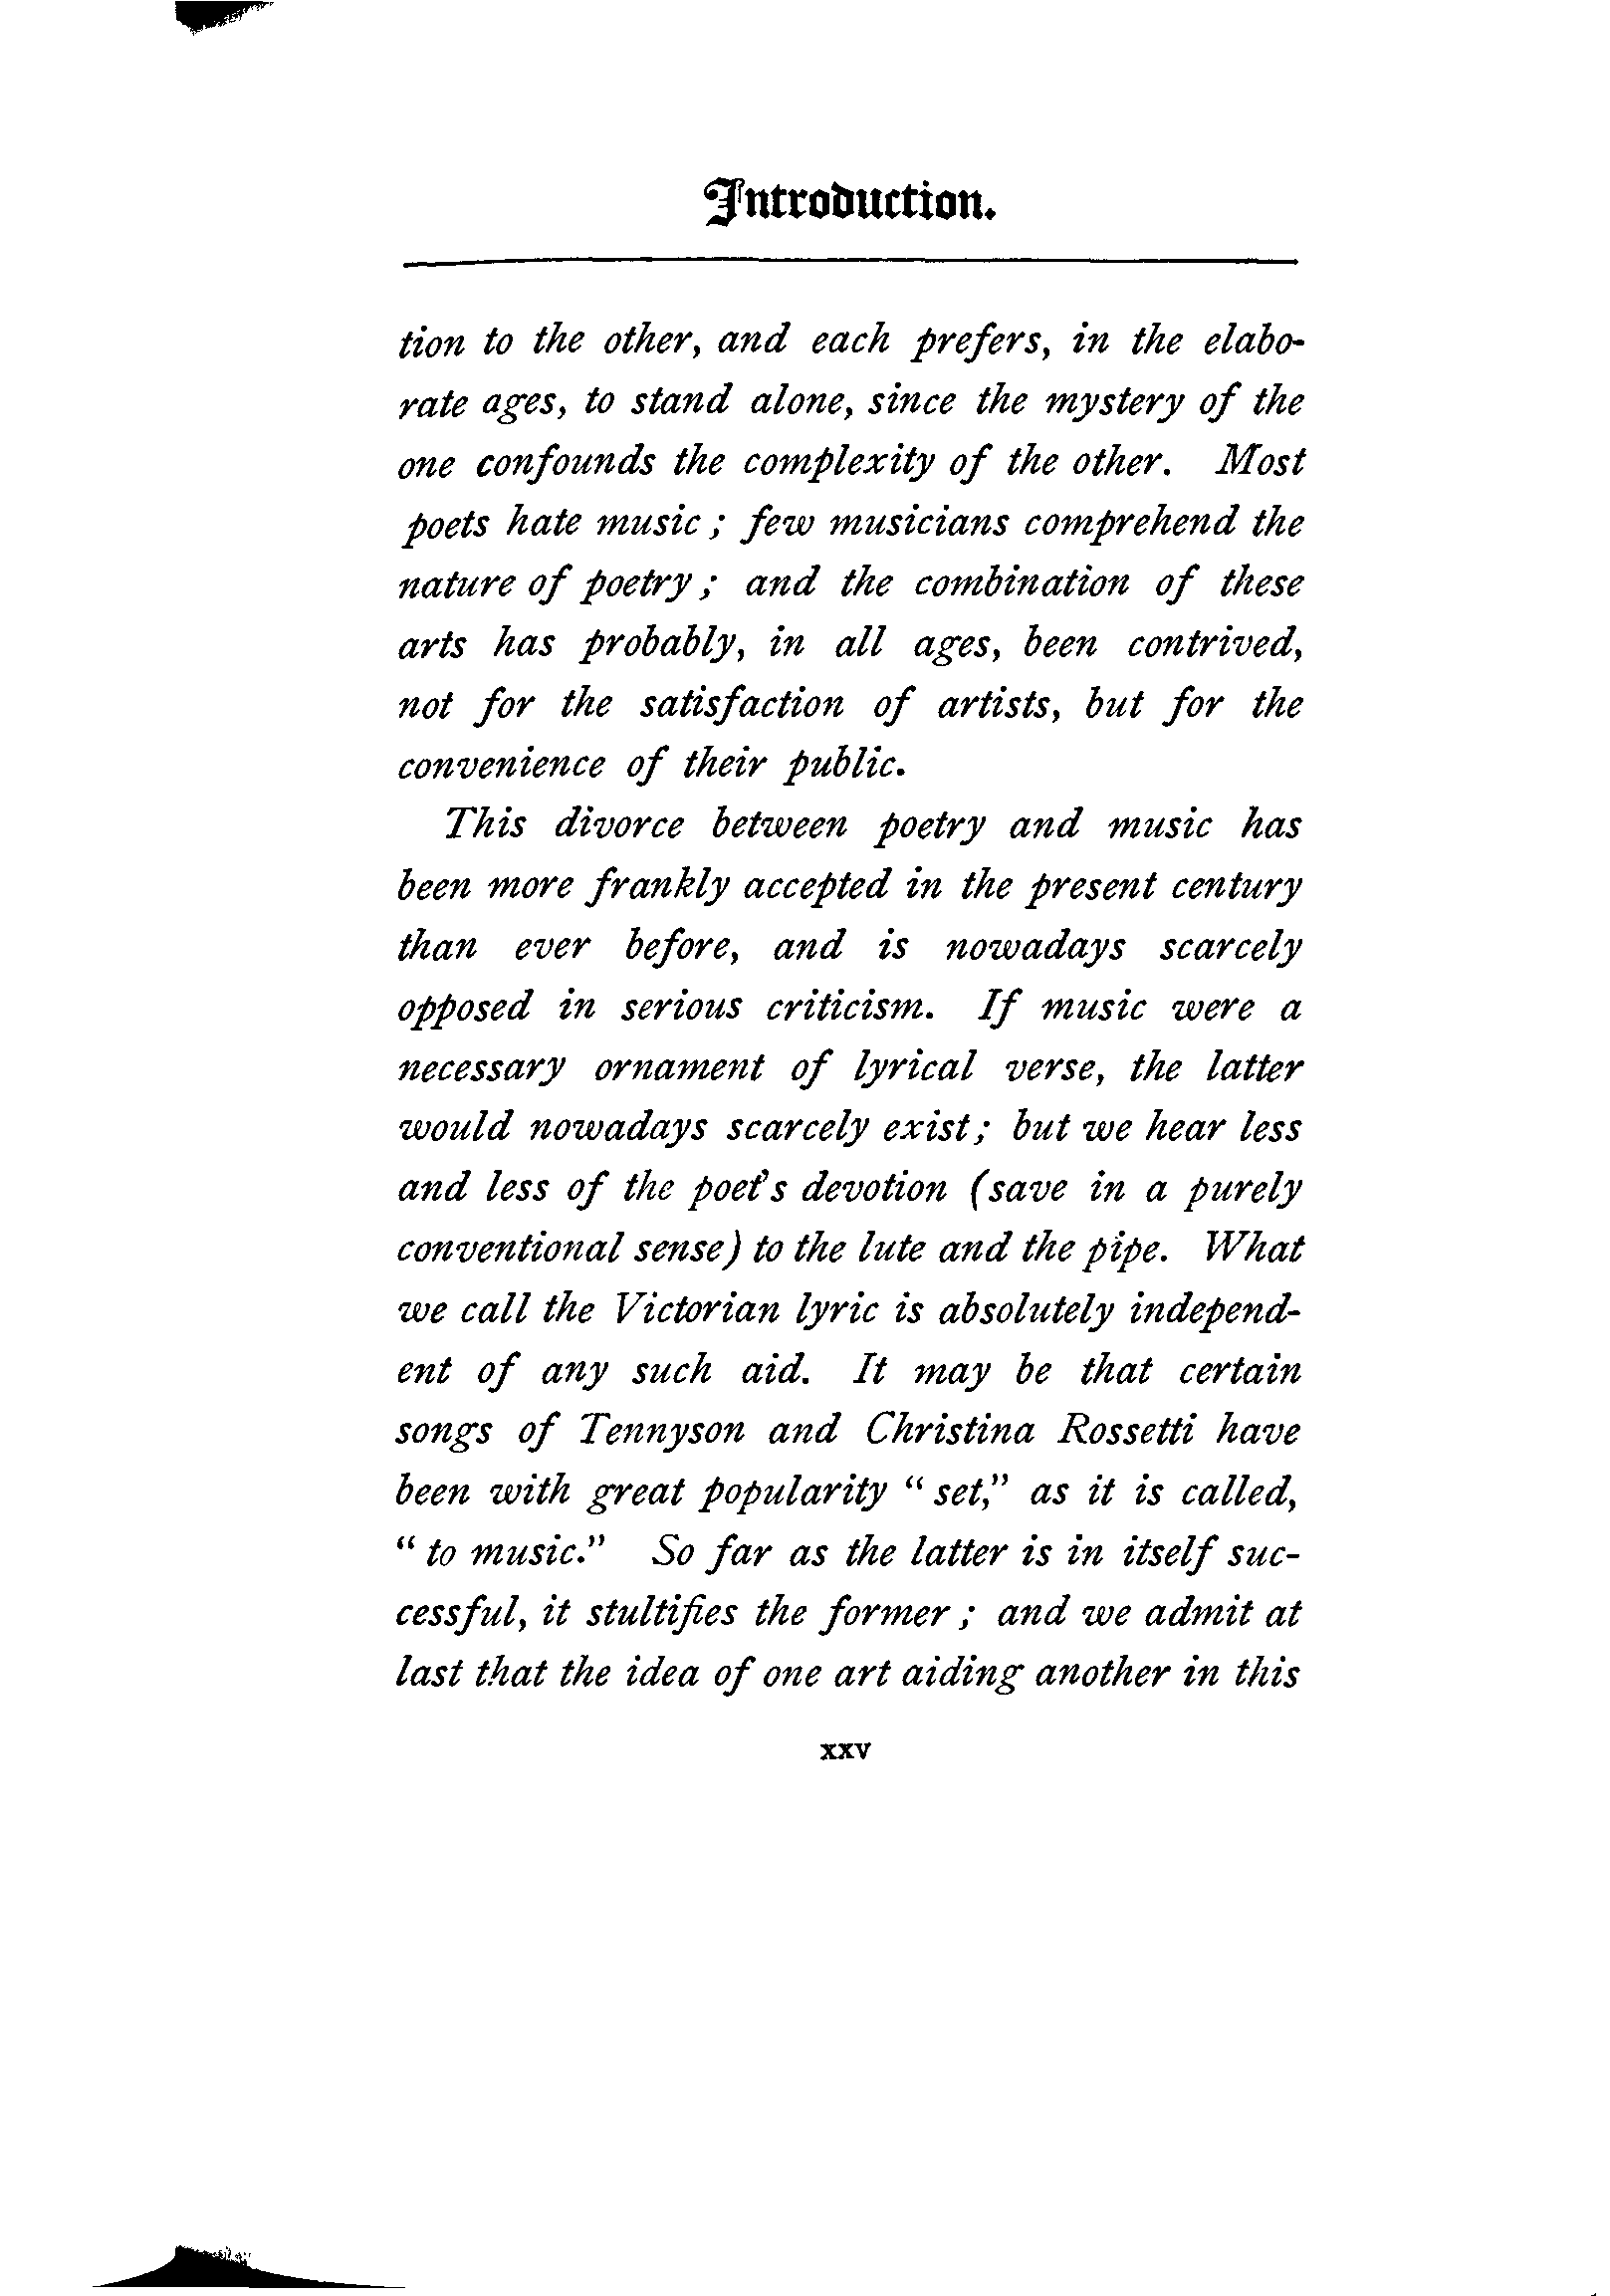 Introduction.
tion to the other, and each prefers, in the elabo-
rate ages, to stand alone, since the mystery of the
one confounds the complexity of the other. Most
poets hate music ; few musicians comprehend the
nature of poetry ; and the combination of these
arts has probably, in all ages, been contrived,
not for the satisfaction of artists, but for the
convenience of their public.
This divorce between poetry and music has
been more frankly accepted in the present century
than ever before, and is nowadays scarcely
opposed in serious criticism. If music were a
necessary ornament of lyrical verse, the latter
would nowadays scarcely exist ; but we hear less
and less of the poet's devotion (save in a purely
conventional sense) to the lute and the pipe. What
we call the Victorian lyric is absolutely independ-
ent of any such aid. It may be that certain
songs of Tennyson and Christina Rossetti have
been with great popularity “ set,” as it is called,
“ to music.” So far as the latter is in itself suc-
cessful, it stultifies the former ; and we admit at
last that the idea of one art aiding another in this
xxv